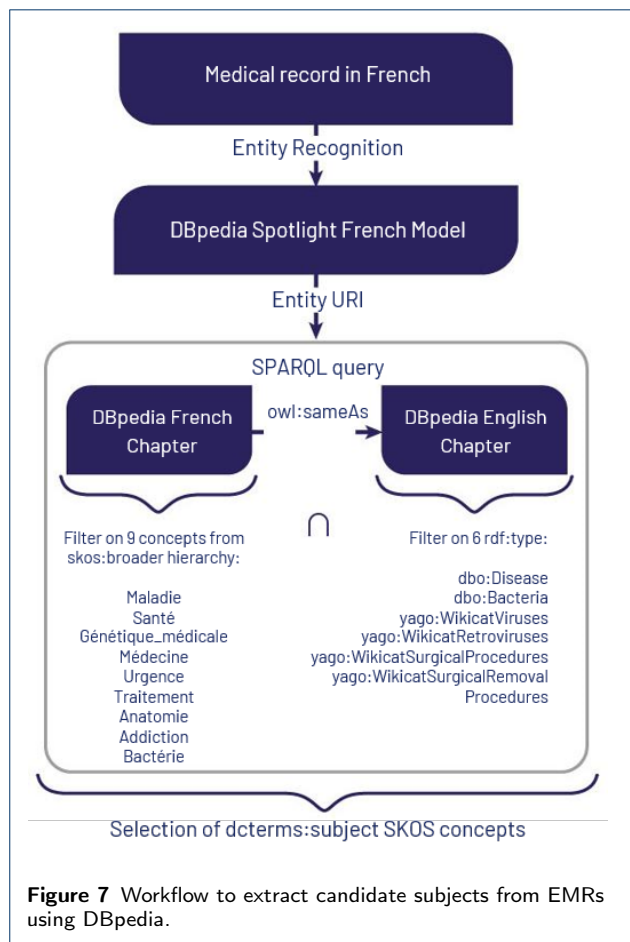 Medical record in French
Entity Recognition
DBpedia Spotlight French Model
Entity URI
SPARQL query
DBpedia French
Chapter
owl:sameAs
DBpedia English
Chapter
Filter on 9 concepts from
skos:broader hierarchy:
Maladie
Santé
Génétique_médicale
Médecine
Urgence
Traitement
Anatomie
Addiction
Bactérie
∩
Filter on 6 rdf:type:
dbo:Disease
dbo:Bacteria
yago:WikicatViruses
yago:WikicatRetroviruses
yago:WikicatSurgicalProcedures
yago:WikicatSurgicalRemoval
Procedures
Selection of dcterms:subject SKOS concepts
Figure 7 Workflow to extract candidate subjects from EMRs
using DBpedia.